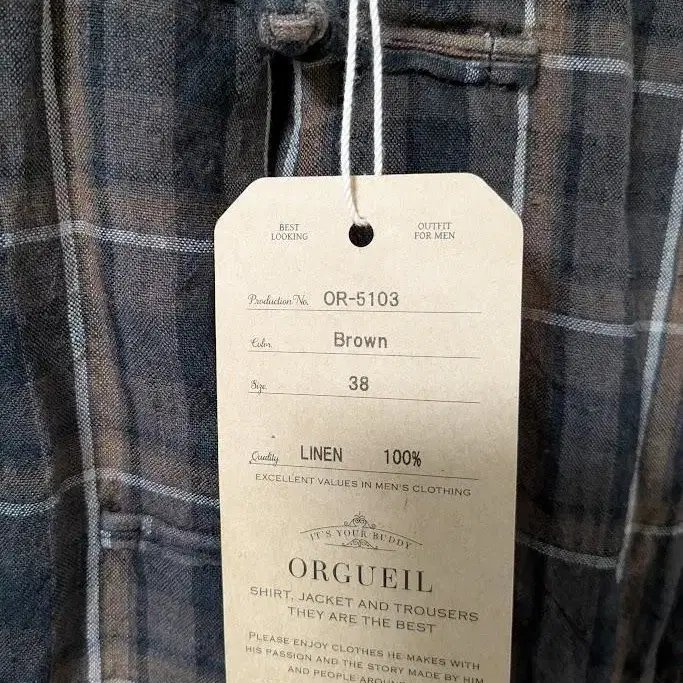 BEST
LOOKING
OUTFIT
FOR MEN
Production No. OR-5103
Color. Brown
Size. 38
Quality LINEN 100%
EXCELLENT VALUES IN MEN'S CLOTHING
IT'S YOUR BUDDY
ORGUEIL
SHIRT, JACKET AND TROUSERS
THEY ARE THE BEST
PLEASE ENJOY CLOTHES HE MAKES WITH
HIS PASSION AND THE STORY MADE BY HIM
AND PEOPLE